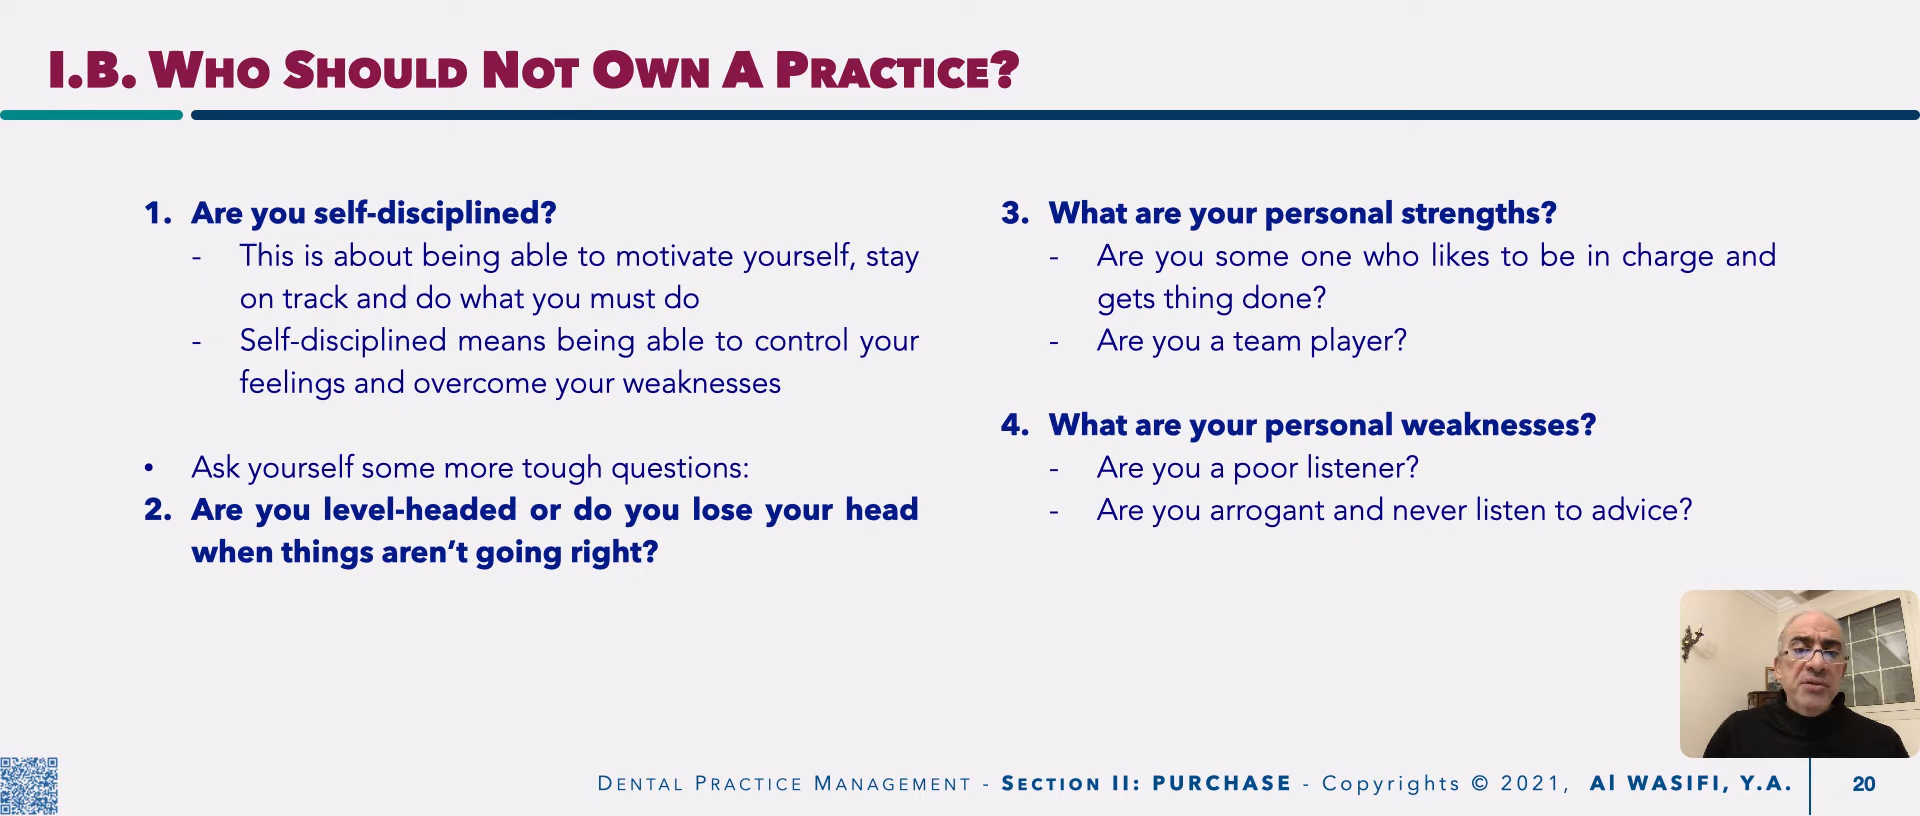 I.B. WHO SHOULD NOT OWN A PRACTICE?
1. Are you self-disciplined?
- This is about being able to motivate yourself, stay
on track and do what you must do
- Self-disciplined means being able to control your
feelings and overcome your weaknesses
• Ask yourself some more tough questions:
2. Are you level-headed or do you lose your head
when things aren’t going right?
3. What are your personal strengths?
- Are you some one who likes to be in charge and
gets thing done?
- Are you a team player?
4. What are your personal weaknesses?
- Are you a poor listener?
- Are you arrogant and never listen to advice?
DENTAL PRACTICE MANAGEMENT - SECTION II: PURCHASE - Copyrights © 2021, Al WASIFI, Y.A. 20